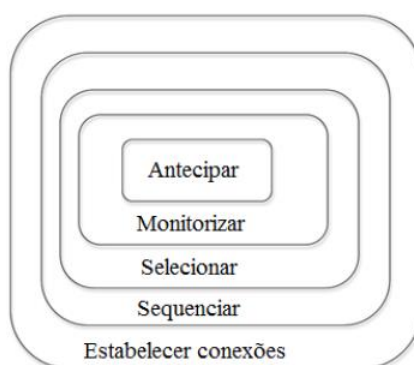 Antecipar
Monitorizar
Selecionar
Sequenciar
Estabelecer conexões